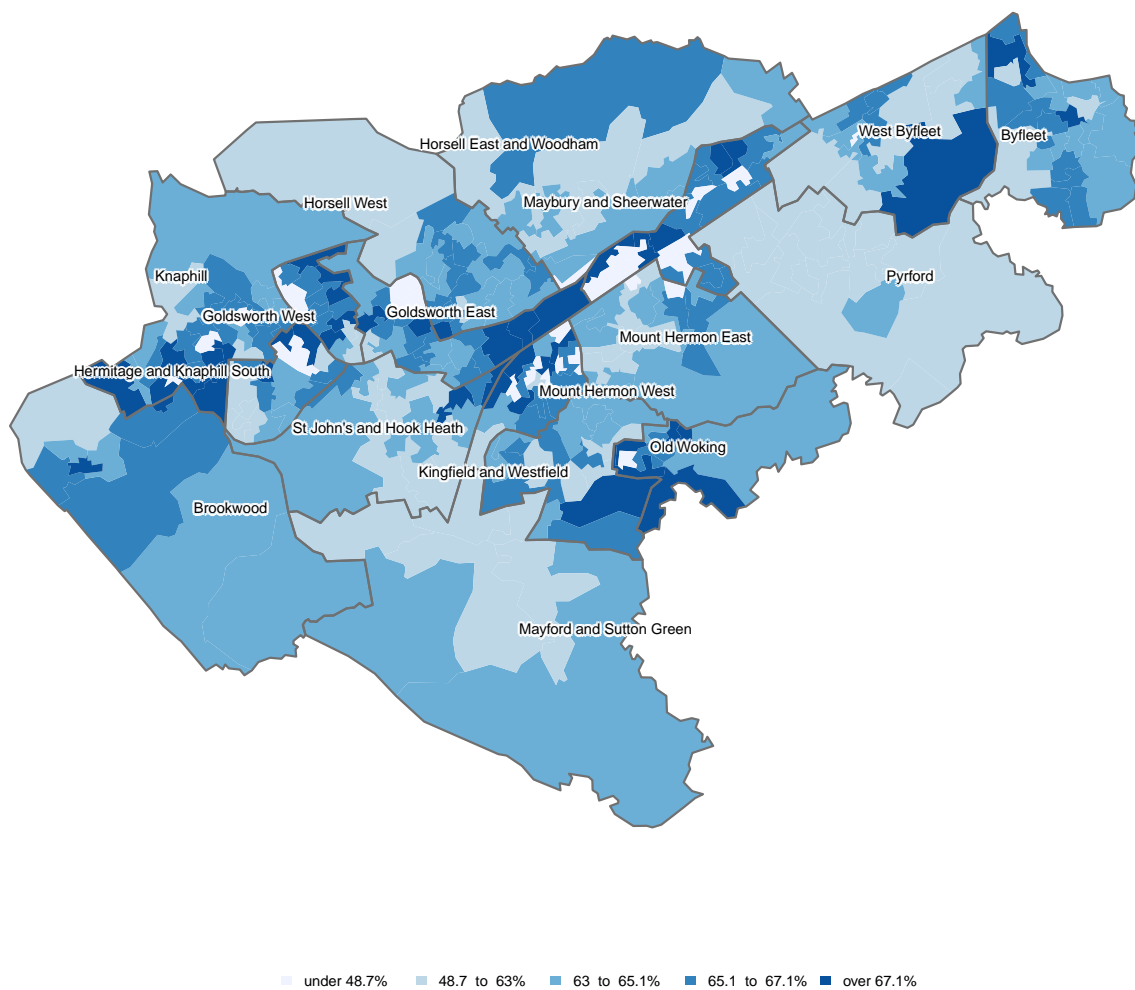 West Byfleet
Byfleet
Horsell East and Woodham
Horsell West
Maybury and Sheerwater
Knaphill
Pyrford
Goldsworth West
Goldsworth East
Mount Hermon East
Hermitage and Knaphill South
Mount Hermon West
St John's and Hook Heath
Old Woking
Kingfield and Westfield
Brookwood
Mayford and Sutton Green
under 48.7% 48.7 to 63% 63 to 65.1% 65.1 to 67.1% over 67.1%